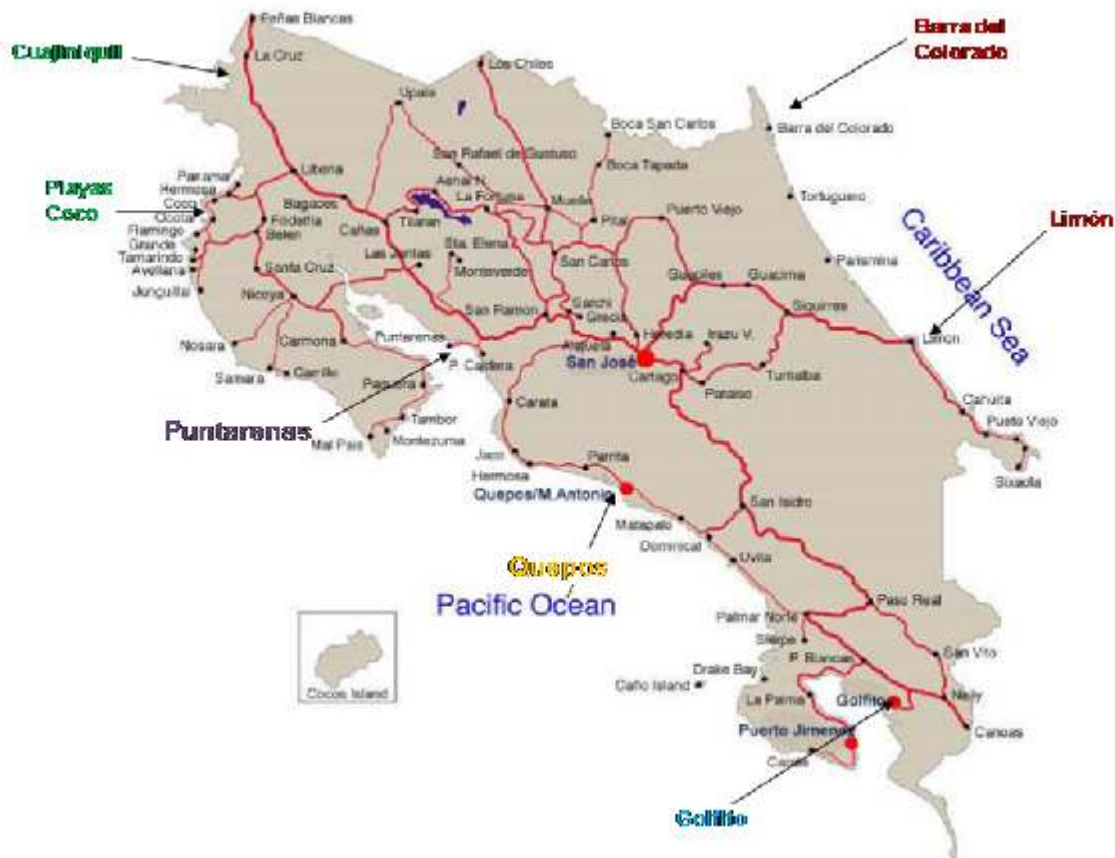 Peñas Blancas
Cuajiniquil
La Cruz
Barra del
Colorado
Los Chiles
Upala
Boca San Carlos
Barra del Colorado
San Rafael de Guatuso
Boca Tapada
Liberia
Panama
Hermosa
Playas
Coco
Coco
Ocotal
Flamingo
Grande
Tamarindo
Avellana
Junquillal
Bagaces
Arenal N.
La Fortuna
Muelle
Tortuguero
Filadelfia
Belen
Cañas
Tilaran
Pital
Puerto Viejo
Limón
Caribbean Sea
Santa Cruz
Las Juntas
Sta. Elena
Monteverde
San Carlos
Guapiles
Guacima
Parismina
Nicoya
San Ramon
Sarchi
Grecia
Siquirres
Nosara
Carmona
Puntarenas
Alajuela
Heredia
Irazu V.
Limon
San José
P. Caldera
Cartago
Samara
Carrillo
Paquera
Paraiso
Turrialba
Carara
Tambor
Cahuita
Puntarenas
Mal Pais
Montezuma
Puerto Viejo
Jaco
Hermosa
Parrita
Sixaola
Quepos/M.Antonio
San Isidro
Matapalo
Dominical
Uvita
Quepos
Pacific Ocean
Paso Real
Palmar Norte
Sierpe
San Vito
P. Blancas
Drake Bay
Caño Island
Cocos Island
La Palma
Golfito
Neily
Puerto Jimenez
Canoas
Golfito